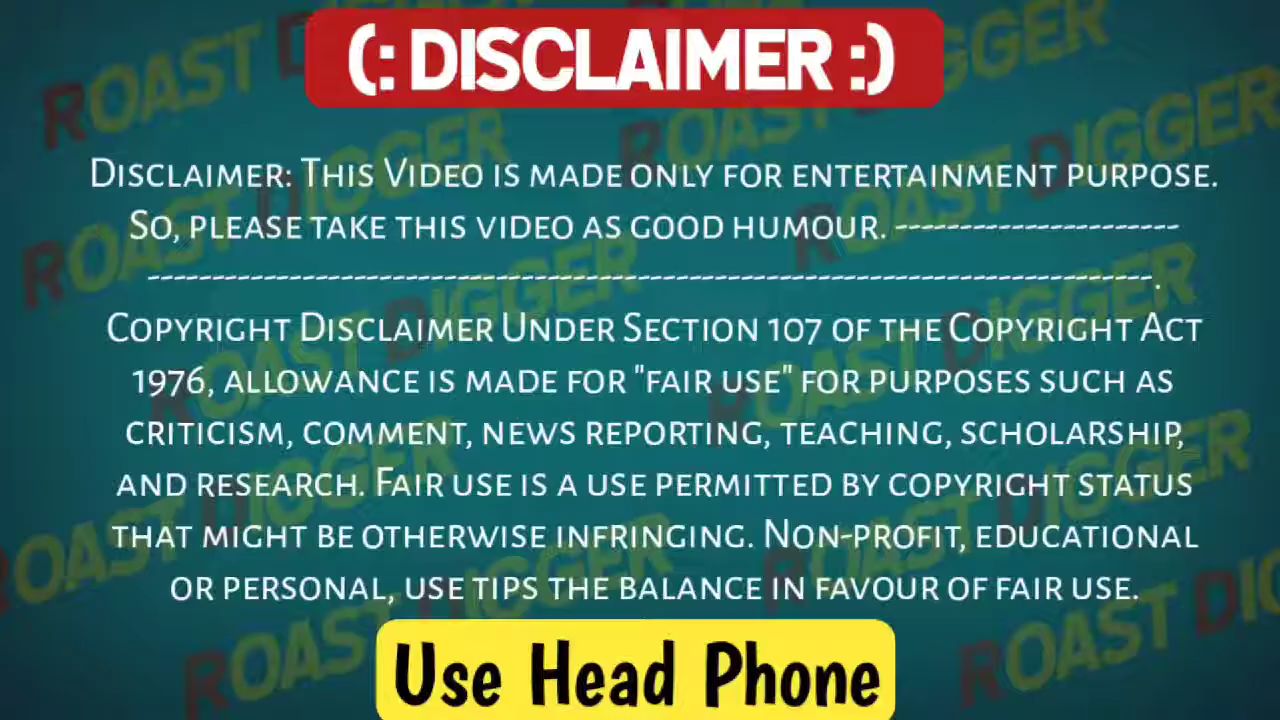 (: DISCLAIMER :)
DISCLAIMER: THIS VIDEO IS MADE ONLY FOR ENTERTAINMENT PURPOSE.
SO, PLEASE TAKE THIS VIDEO AS GOOD HUMOUR. ----------------------
------------------------------------------------------------------------------.
COPYRIGHT DISCLAIMER UNDER SECTION 107 OF THE COPYRIGHT ACT
1976, ALLOWANCE IS MADE FOR "FAIR USE" FOR PURPOSES SUCH AS
CRITICISM, COMMENT, NEWS REPORTING, TEACHING, SCHOLARSHIP,
AND RESEARCH. FAIR USE IS A USE PERMITTED BY COPYRIGHT STATUS
THAT MIGHT BE OTHERWISE INFRINGING. NON-PROFIT, EDUCATIONAL
OR PERSONAL, USE TIPS THE BALANCE IN FAVOUR OF FAIR USE.
Use Head Phone
ROAST DIGGER